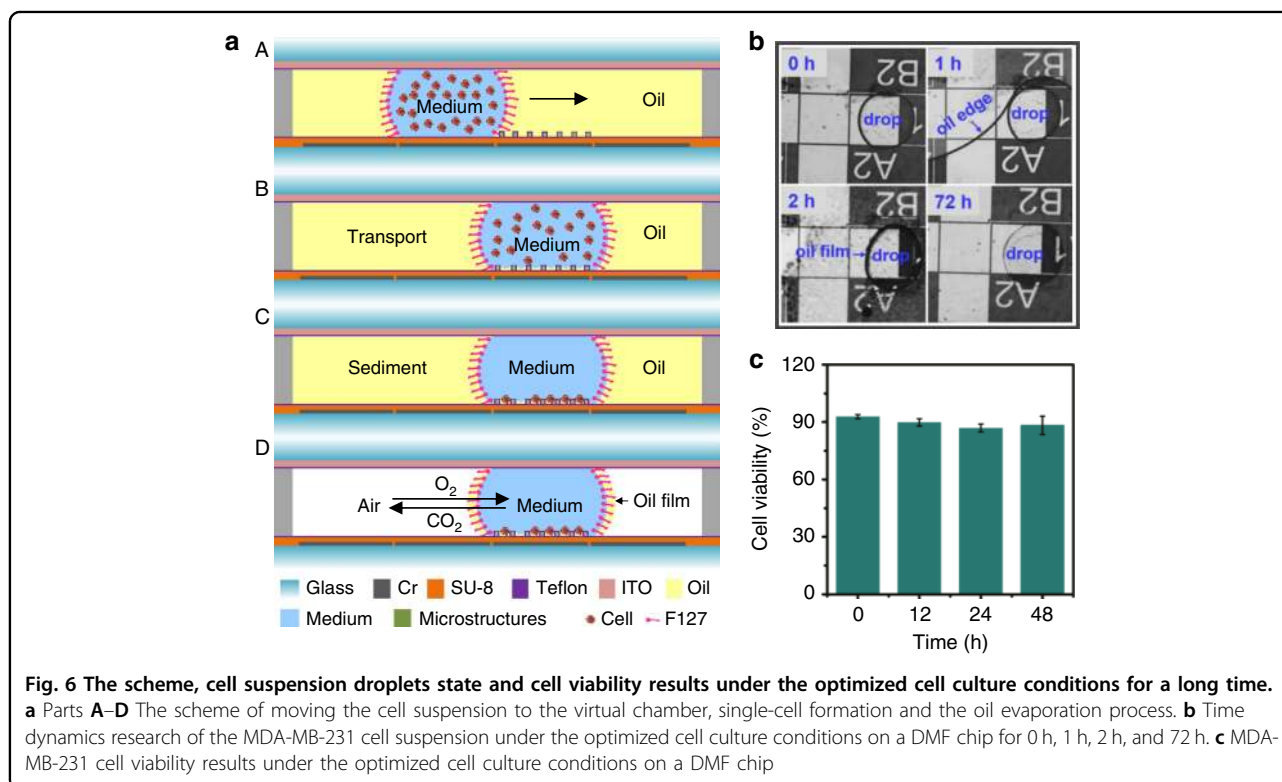 a
A
Medium
Oil
B
Transport
Medium
Oil
C
Sediment
Medium
Oil
D
Air
O2
CO2
Medium
Oil film
Glass Cr SU-8 Teflon ITO Oil
Medium Microstructures Cell F127
b
0 h
B2
drop
1
A2
1 h
B2
oil edge
drop
1
A2
2 h
B2
oil film
drop
1
A2
72 h
B2
drop
1
A2
c
120
90
60
30
0
Cell viability (%)
0 12 24 48
Time (h)
Fig. 6 The scheme, cell suspension droplets state and cell viability results under the optimized cell culture conditions for a long time.
a Parts A–D The scheme of moving the cell suspension to the virtual chamber, single-cell formation and the oil evaporation process. b Time
dynamics research of the MDA-MB-231 cell suspension under the optimized cell culture conditions on a DMF chip for 0 h, 1 h, 2 h, and 72 h. c MDA-
MB-231 cell viability results under the optimized cell culture conditions on a DMF chip